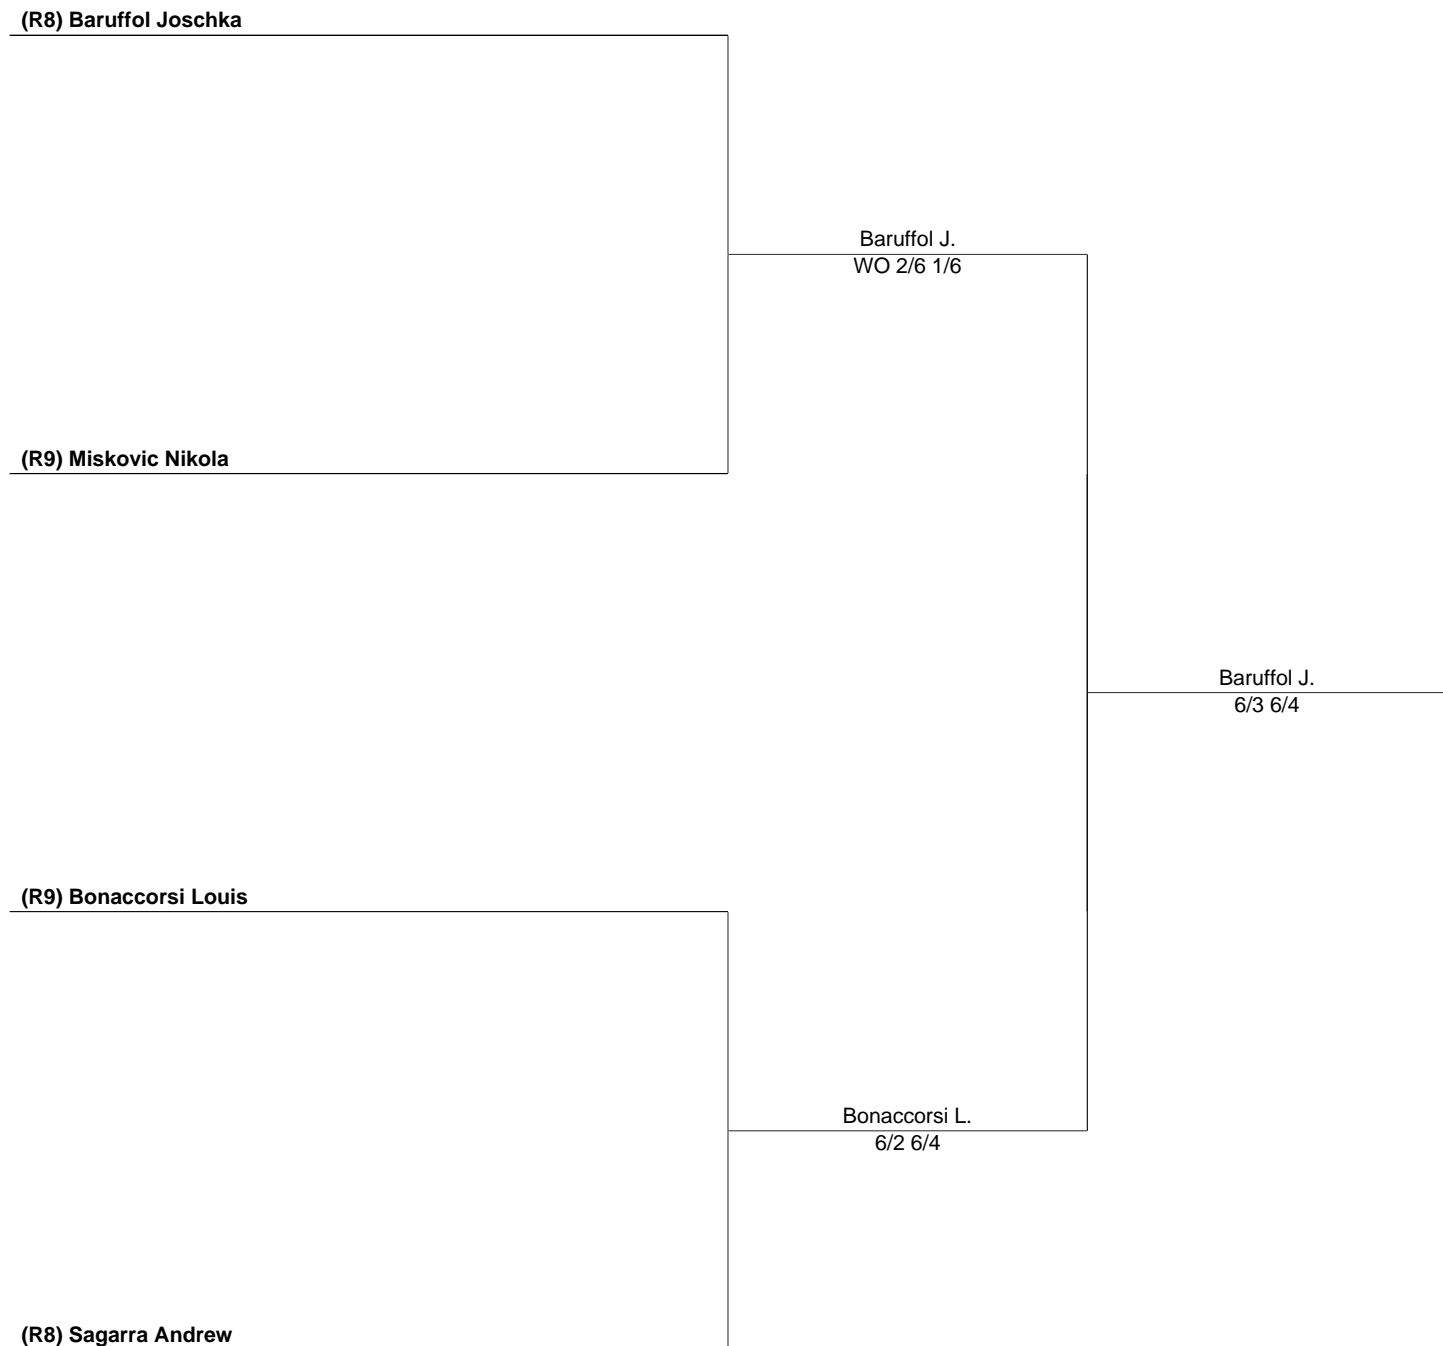 (R8) Baruffol Joschka
Baruffol J.
WO 2/6 1/6
(R9) Miskovic Nikola
Baruffol J.
6/3 6/4
(R9) Bonaccorsi Louis
Bonaccorsi L.
6/2 6/4
(R8) Sagarra Andrew